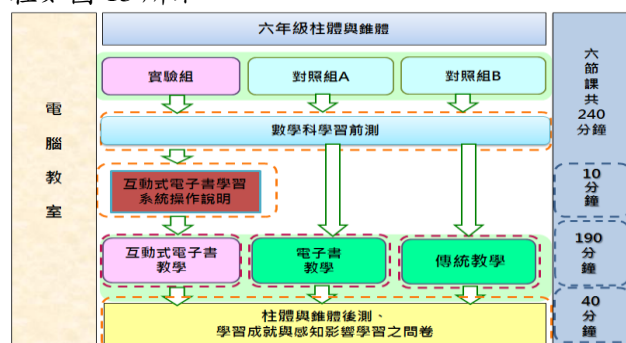 六年級柱體與錐體
實驗組
對照組A
對照組B
數學科學習前測
互動式電子書學習
系統操作說明
互動式電子書
教學
電子書
教學
傳統教學
柱體與錐體後測、
學習成就與感知影響學習之問卷
電
腦
教
室
六
節
課
共
240
分鐘
10
分
鐘
190
分
鐘
40
分
鐘